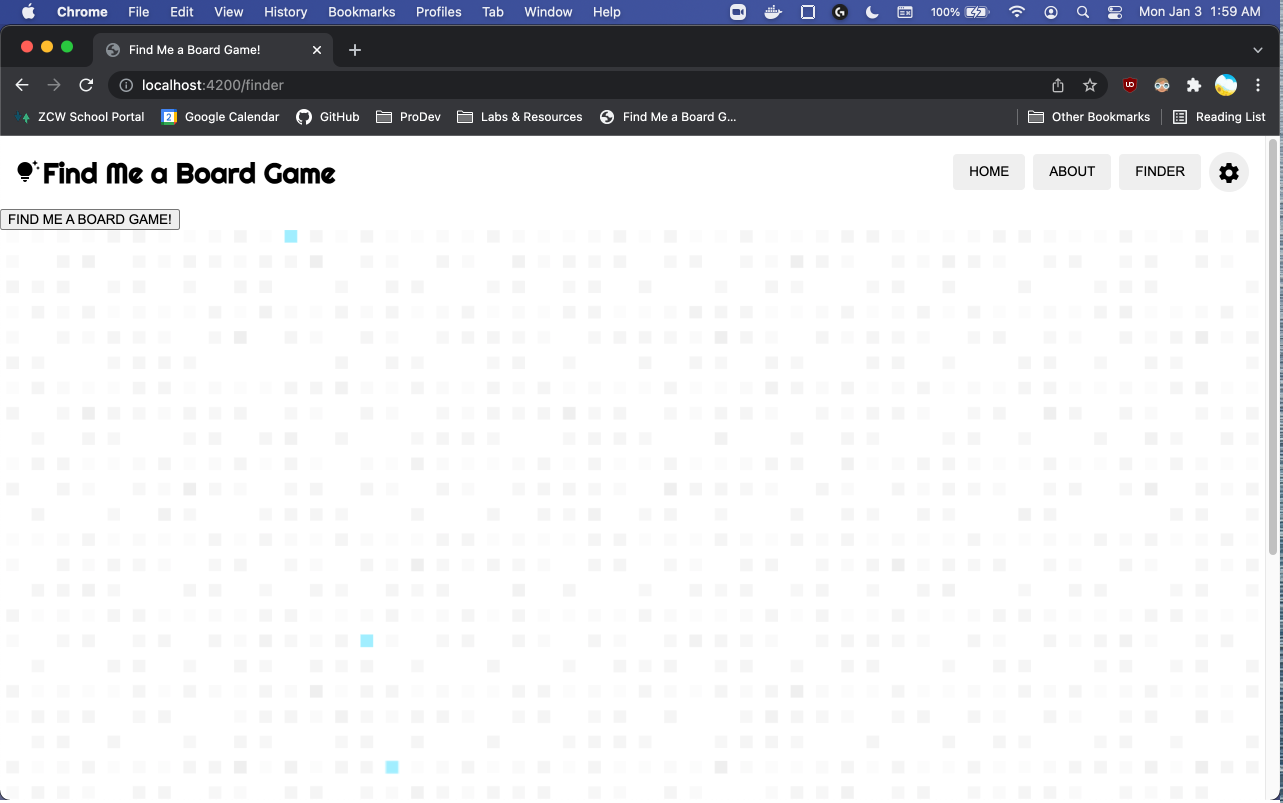 Chrome File Edit View History Bookmarks Profiles Tab Window Help 100% Mon Jan 3 1:59 AM
Find Me a Board Game!
localhost:4200/finder
ZCW School Portal 2 Google Calendar GitHub ProDev Labs & Resources Find Me a Board G... Other Bookmarks Reading List
Find Me a Board Game HOME ABOUT FINDER
FIND ME A BOARD GAME!